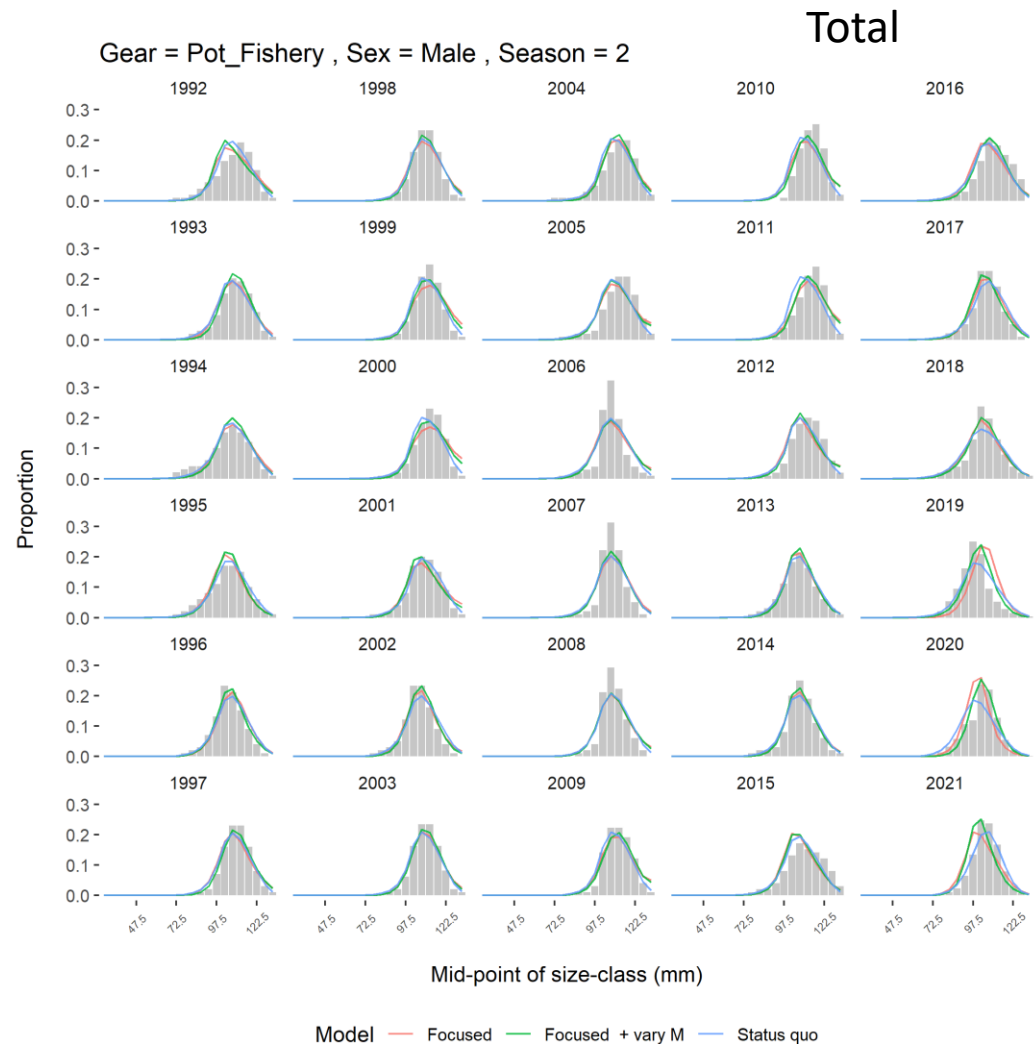 Total
Gear = Pot_Fishery , Sex = Male , Season = 2
1992 1998 2004 2010 2016
0.3
0.2
0.1
0.0
1993 1999 2005 2011 2017
0.3
0.2
0.1
0.0
1994 2000 2006 2012 2018
0.3
0.2
0.1
0.0
1995 2001 2007 2013 2019
0.3
0.2
0.1
0.0
1996 2002 2008 2014 2020
0.3
0.2
0.1
0.0
1997 2003 2009 2015 2021
0.3
0.2
0.1
0.0
Proportion
47.5 72.5 97.5 122.5 47.5 72.5 97.5 122.5 47.5 72.5 97.5 122.5 47.5 72.5 97.5 122.5 47.5 72.5 97.5 122.5
Mid-point of size-class (mm)
Model Focused Focused + vary M Status quo